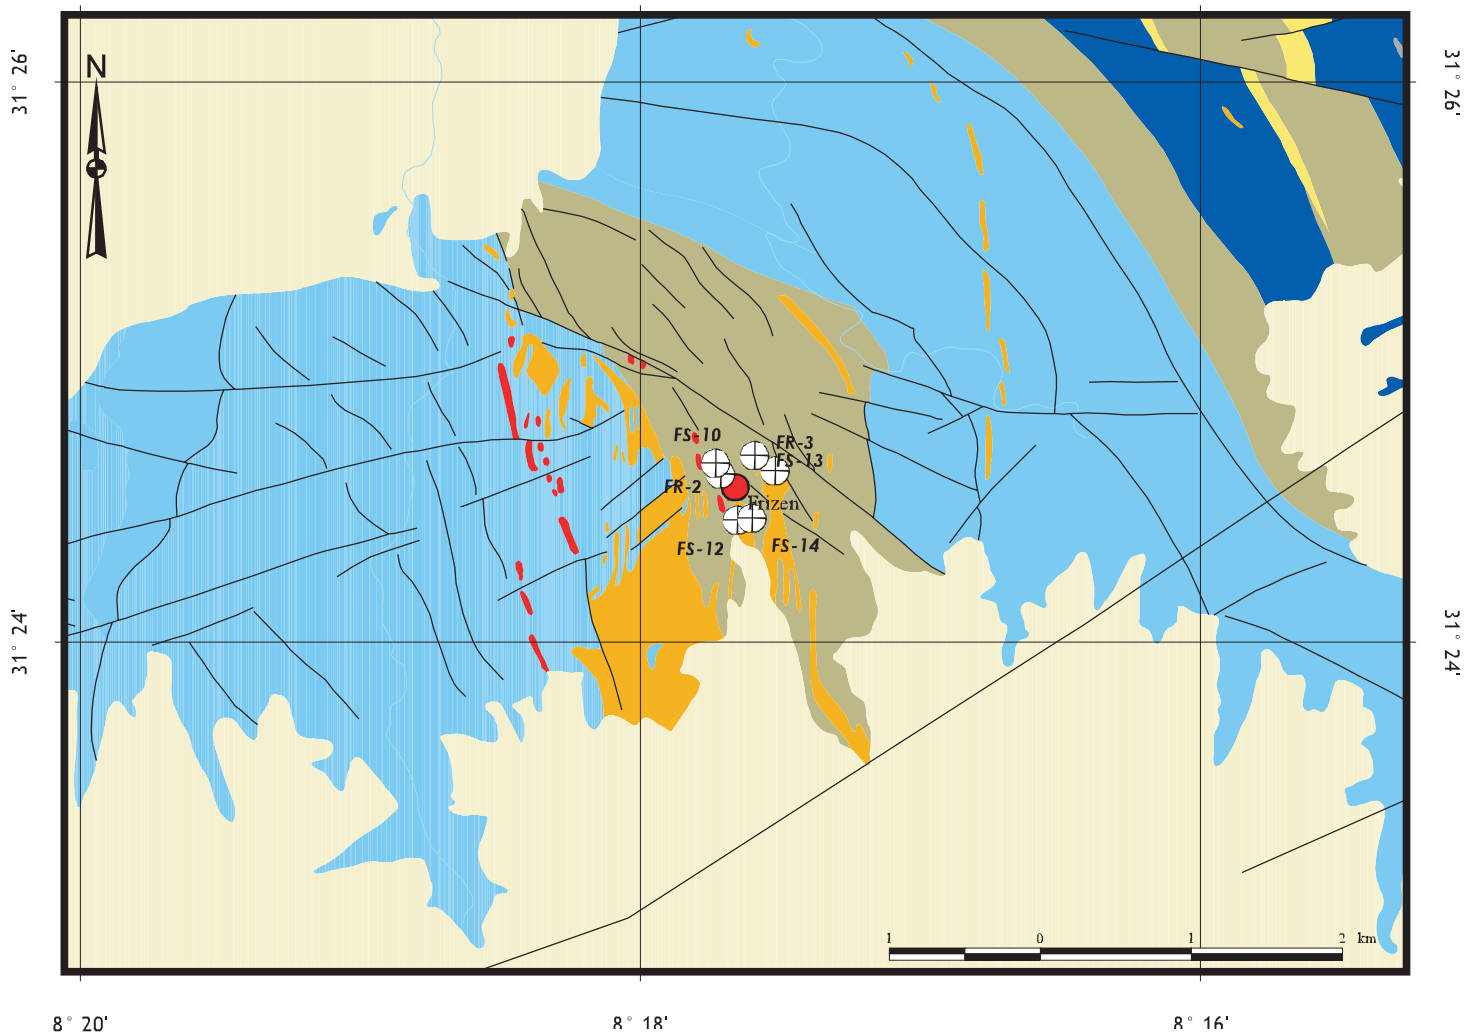 N
31° 26'
31° 26'
FS-10
FR-3
FS-13
FR-2
Frizen
FS-12
FS-14
31° 24'
31° 24'
1 0 1 2 km
8° 20'
8° 18'
8° 16'